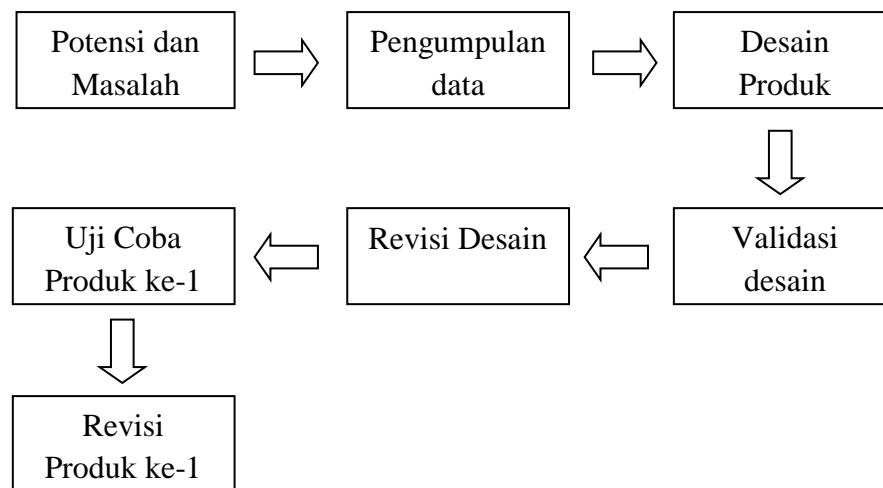 Potensi dan
Masalah
Pengumpulan
data
Desain
Produk
Validasi
desain
Revisi Desain
Uji Coba
Produk ke-1
Revisi
Produk ke-1